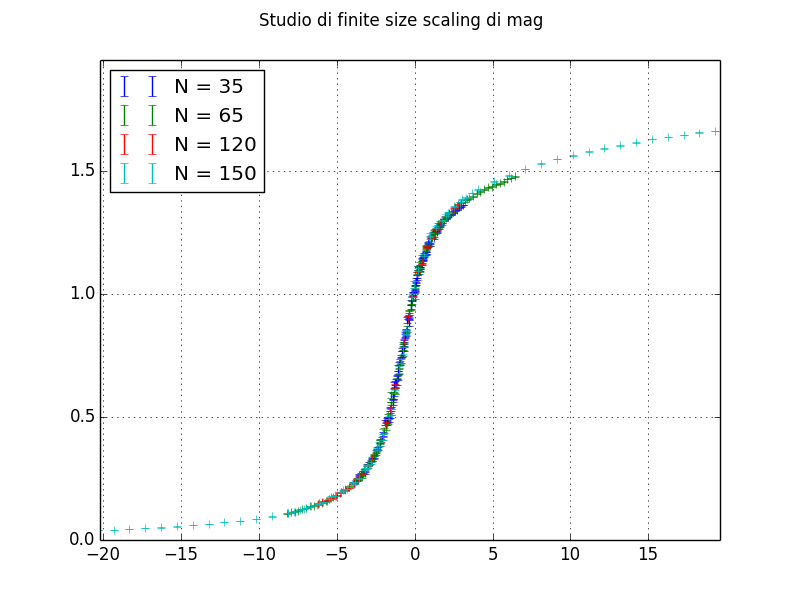 Studio di finite size scaling di mag
N = 35
N = 65
N = 120
N = 150
1.5
1.0
0.5
0.0
−20 −15 −10 −5 0 5 10 15